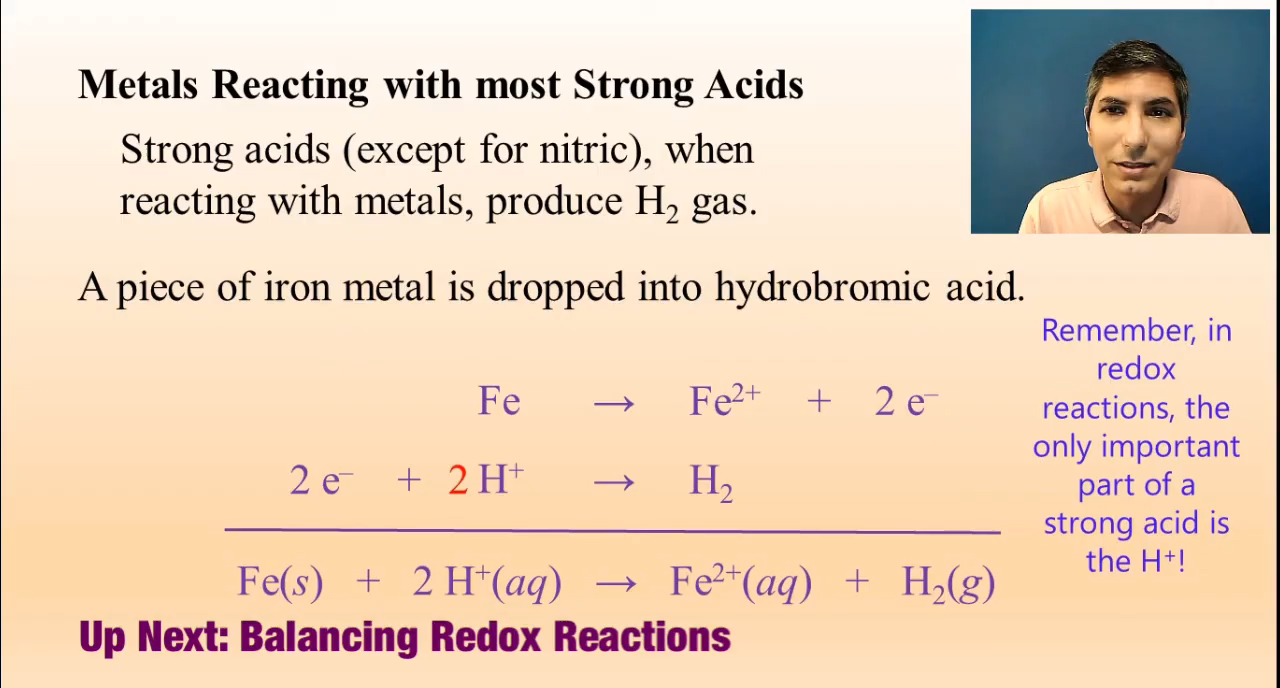 Metals Reacting with most Strong Acids
Strong acids (except for nitric), when
reacting with metals, produce H₂ gas.
A piece of iron metal is dropped into hydrobromic acid.
Fe → Fe²⁺ + 2 e⁻
2 e⁻ + 2 H⁺ → H₂
Fe(s) + 2 H⁺(aq) → Fe²⁺(aq) + H₂(g)
Remember, in
redox
reactions, the
only important
part of a
strong acid is
the H⁺!
Up Next: Balancing Redox Reactions